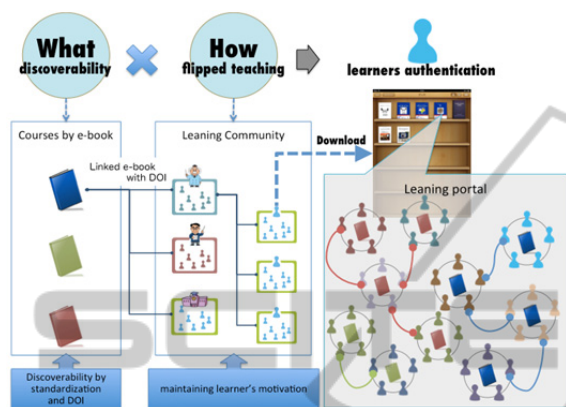 What
discoverability
How
flipped teaching
learners authentication
Courses by e-book
Leaning Community
Download
Linked e-book
with DOI
Leaning portal
Discoverability by
standardization
and DOI
maintaining learner's motivation